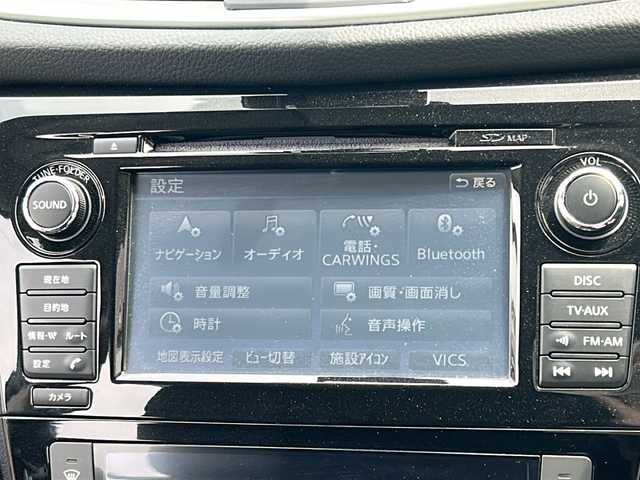 SD MAP
TUNE・FOLDER
VOL
SOUND
設定
戻る
ナビゲーション
オーディオ
電話・
CARWINGS
Bluetooth
音量調整
画質・画面消し
時計
音声操作
地図表示設定
ビュー切替
施設アイコン
VICS
現在地
目的地
情報・W ルート
設定
カメラ
DISC
TV・AUX
FM・AM